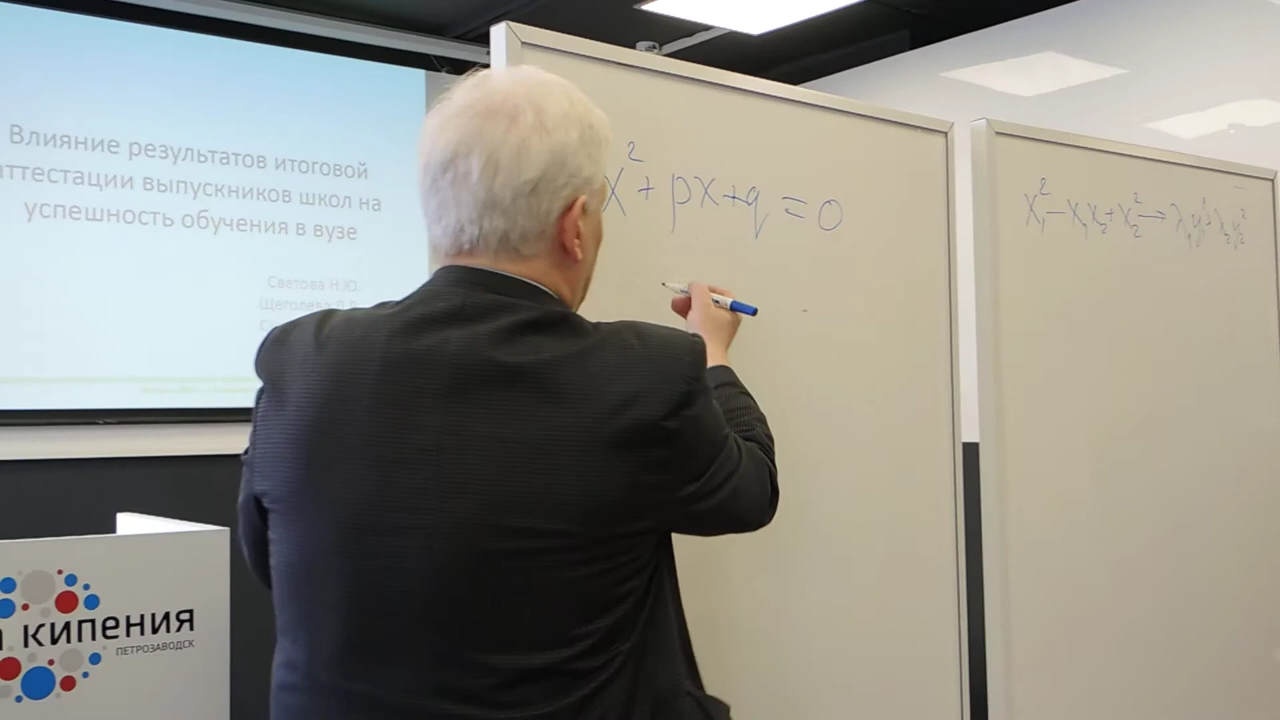 Влияние результатов итоговой
аттестации выпускников школ на
успешность обучения в вузе
Светова Н.Ю.
Щеголева Л.В.
x² + px + q = 0
x₁² – x₁x₂ + x₂² → λ₁y₁² + λ₂y₂²
кипения
ПЕТРОЗАВОДСК